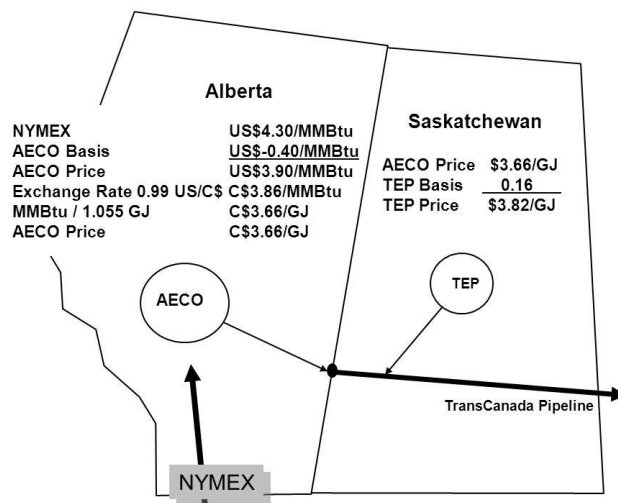 Alberta
NYMEX US$4.30/MMBtu
AECO Basis US$-0.40/MMBtu
AECO Price US$3.90/MMBtu
Exchange Rate 0.99 US/C$ C$3.86/MMBtu
MMBtu / 1.055 GJ C$3.66/GJ
AECO Price C$3.66/GJ
Saskatchewan
AECO Price $3.66/GJ
TEP Basis 0.16
TEP Price $3.82/GJ
AECO
TEP
TransCanada Pipeline
NYMEX